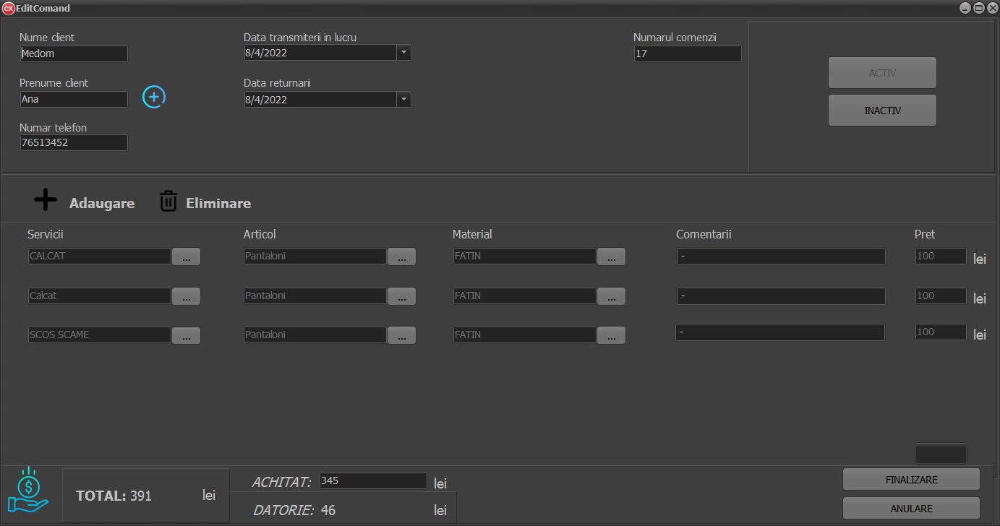 CX EditComand
Nume client
Medom
Prenume client
Ana
Numar telefon
76513452
Data transmiterii in lucru
8/4/2022
Data returnarii
8/4/2022
Numarul comenzii
17
ACTIV
INACTIV
Adaugare Eliminare
Servicii Articol Material Comentarii Pret
CALCAT ... Pantaloni ... FATIN ... - 100 lei
Calcat ... Pantaloni ... FATIN ... - 100 lei
SCOS SCAME ... Pantaloni ... FATIN ... - 100 lei
$
TOTAL: 391 lei
ACHITAT: 345 lei
DATORIE: 46 lei
FINALIZARE
ANULARE